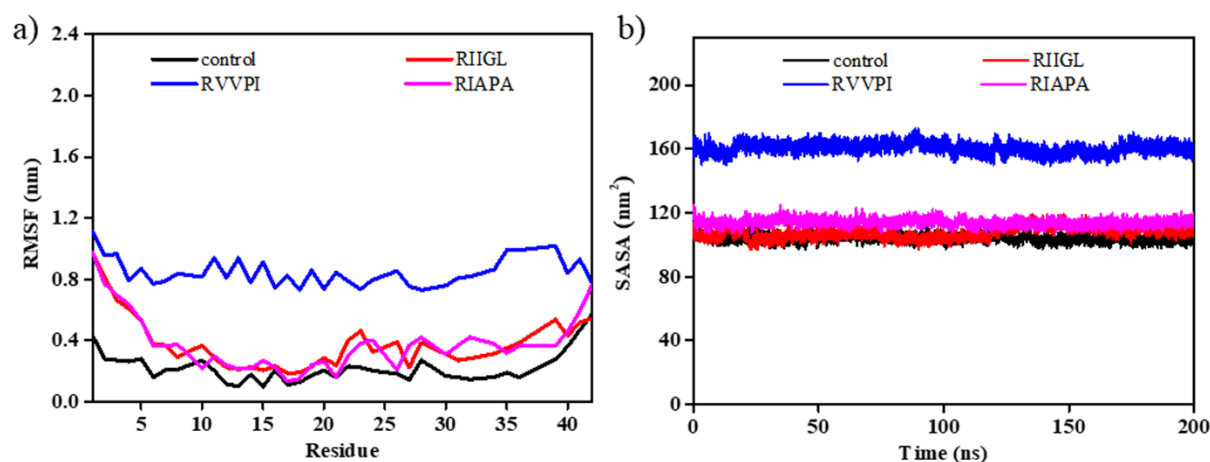 a)
control
RIIGL
RVVPI
RIAPA
2.4
2.0
1.6
1.2
0.8
0.4
0.0
RMSF (nm)
5
10
15
20
25
30
35
40
Residue
b)
control
RIIGL
RVVPI
RIAPA
200
160
120
80
40
0
SASA (nm²)
0
50
100
150
200
Time (ns)